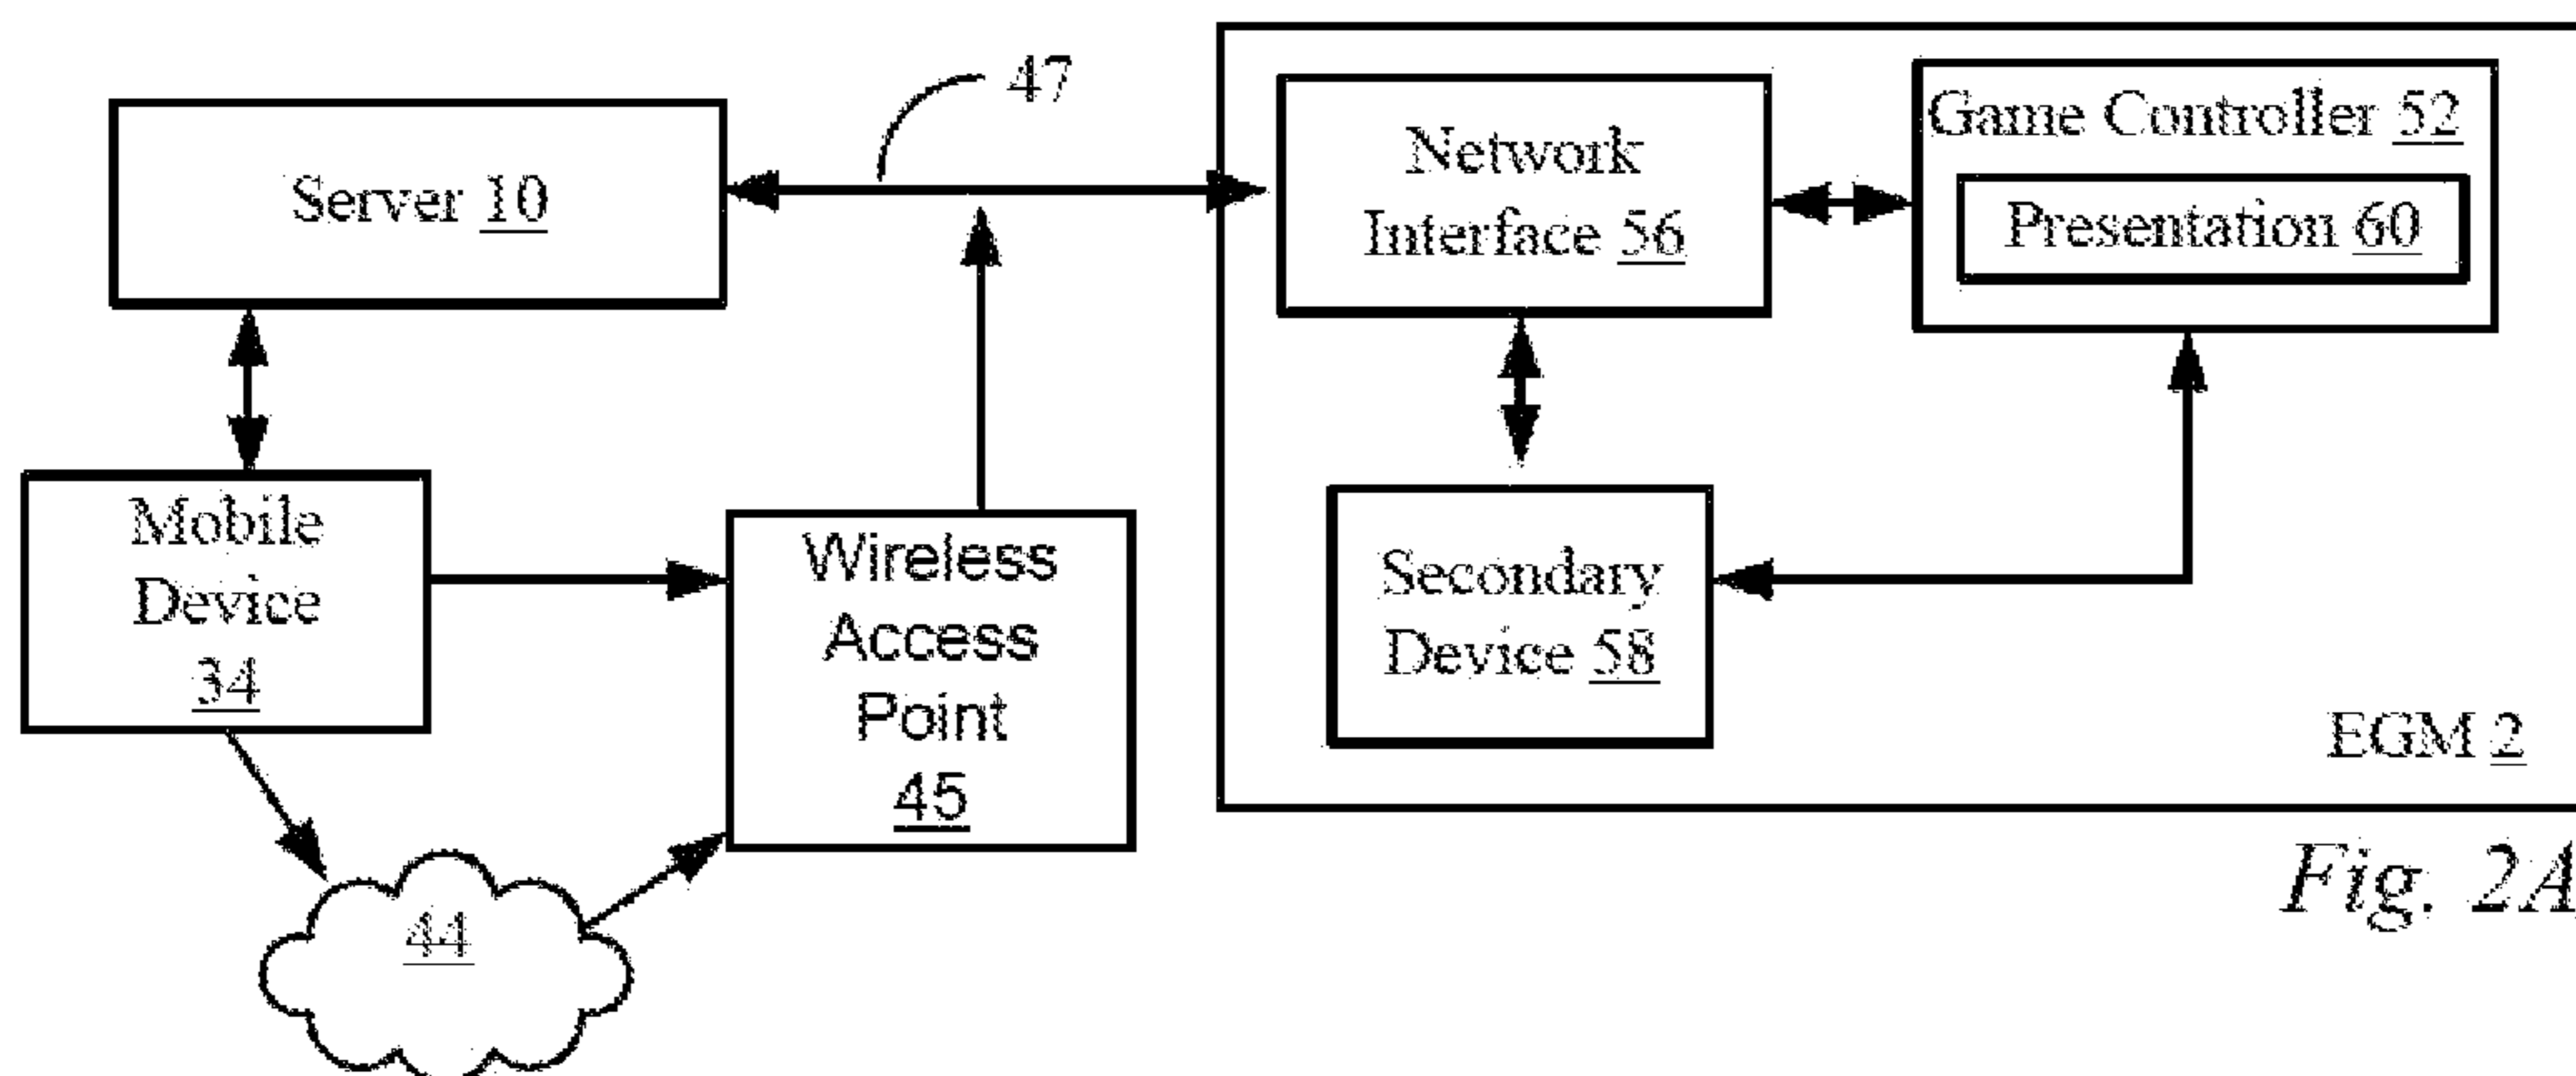 47
Server 10
Network
Interface 56
Game Controller 52
Presentation 60
Mobile
Device
34
Wireless
Access
Point
45
Secondary
Device 58
EGM 2
44
Fig. 2A